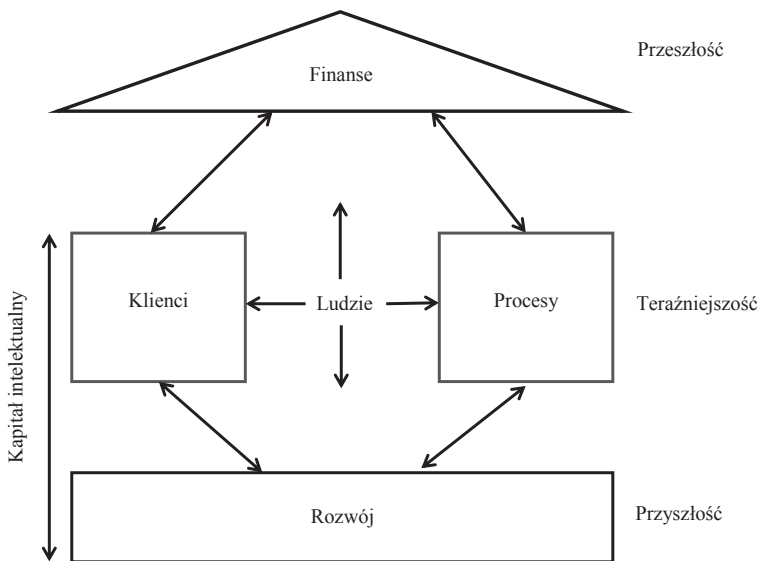 Przeszłość
Finanse
Klienci
Ludzie
Procesy
Teraźniejszość
Kapitał intelektualny
Rozwój
Przyszłość